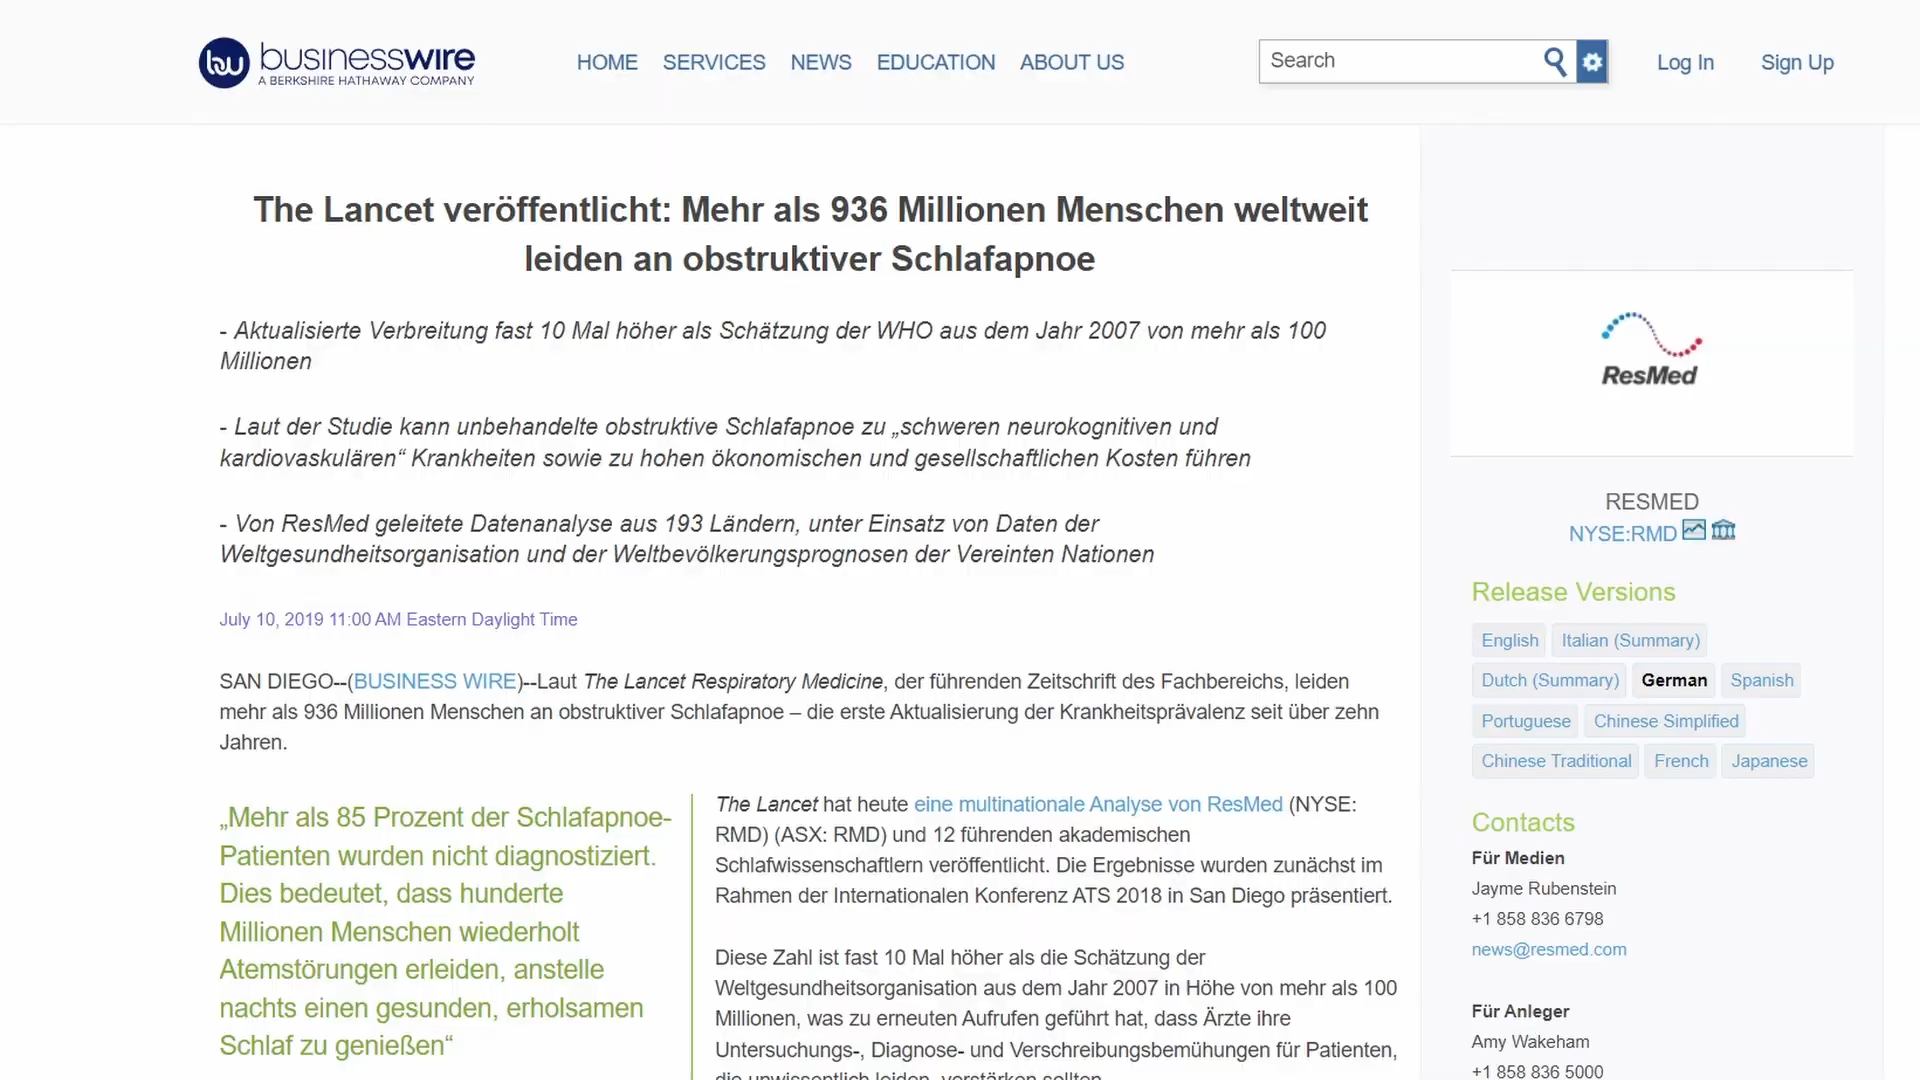 businesswire
A BERKSHIRE HATHAWAY COMPANY
HOME SERVICES NEWS EDUCATION ABOUT US
Search
Log In Sign Up
The Lancet veröffentlicht: Mehr als 936 Millionen Menschen weltweit
leiden an obstruktiver Schlafapnoe
- Aktualisierte Verbreitung fast 10 Mal höher als Schätzung der WHO aus dem Jahr 2007 von mehr als 100
Millionen
- Laut der Studie kann unbehandelte obstruktive Schlafapnoe zu „schweren neurokognitiven und
kardiovaskulären“ Krankheiten sowie zu hohen ökonomischen und gesellschaftlichen Kosten führen
- Von ResMed geleitete Datenanalyse aus 193 Ländern, unter Einsatz von Daten der
Weltgesundheitsorganisation und der Weltbevölkerungsprognosen der Vereinten Nationen
July 10, 2019 11:00 AM Eastern Daylight Time
SAN DIEGO--(BUSINESS WIRE)--Laut The Lancet Respiratory Medicine, der führenden Zeitschrift des Fachbereichs, leiden
mehr als 936 Millionen Menschen an obstruktiver Schlafapnoe – die erste Aktualisierung der Krankheitsprävalenz seit über zehn
Jahren.
„Mehr als 85 Prozent der Schlafapnoe-
Patienten wurden nicht diagnostiziert.
Dies bedeutet, dass hunderte
Millionen Menschen wiederholt
Atemstörungen erleiden, anstelle
nachts einen gesunden, erholsamen
Schlaf zu genießen“
The Lancet hat heute eine multinationale Analyse von ResMed (NYSE:
RMD) (ASX: RMD) und 12 führenden akademischen
Schlafwissenschaftlern veröffentlicht. Die Ergebnisse wurden zunächst im
Rahmen der Internationalen Konferenz ATS 2018 in San Diego präsentiert.
Diese Zahl ist fast 10 Mal höher als die Schätzung der
Weltgesundheitsorganisation aus dem Jahr 2007 in Höhe von mehr als 100
Millionen, was zu erneuten Aufrufen geführt hat, dass Ärzte ihre
Untersuchungs-, Diagnose- und Verschreibungsbemühungen für Patienten,
die unwissentlich leiden, verstärken sollten.
ResMed
RESMED
NYSE:RMD
Release Versions
English Italian (Summary)
Dutch (Summary) German Spanish
Portuguese Chinese Simplified
Chinese Traditional French Japanese
Contacts
Für Medien
Jayme Rubenstein
+1 858 836 6798
news@resmed.com
Für Anleger
Amy Wakeham
+1 858 836 5000